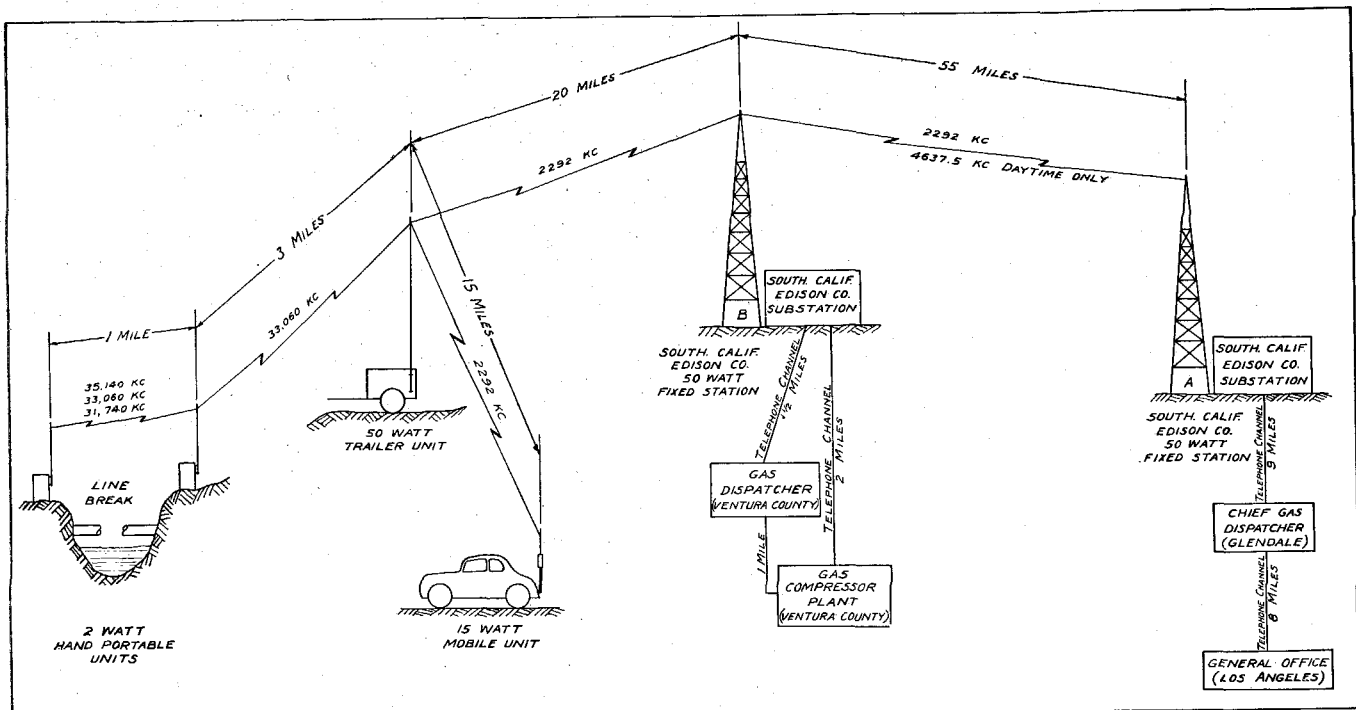 55 MILES
20 MILES
2292 KC
4637.5 KC DAYTIME ONLY
2292 KC
3 MILES
33,060 KC
15 MILES
2292 KC
1 MILE
35,140 KC
33,060 KC
31,740 KC
LINE
BREAK
2 WATT
HAND PORTABLE
UNITS
50 WATT
TRAILER UNIT
15 WATT
MOBILE UNIT
B
SOUTH. CALIF.
EDISON CO.
SUBSTATION
SOUTH. CALIF.
EDISON CO.
50 WATT
FIXED STATION
TELEPHONE CHANNEL
MILES
TELEPHONE CHANNEL
2 MILES
GAS
DISPATCHER
(VENTURA COUNTY)
1 MILE
GAS
COMPRESSOR
PLANT
(VENTURA COUNTY)
A
SOUTH. CALIF.
EDISON CO.
SUBSTATION
SOUTH. CALIF.
EDISON CO.
50 WATT
FIXED STATION
TELEPHONE CHANNEL
9 MILES
CHIEF GAS
DISPATCHER
(GLENDALE)
TELEPHONE CHANNEL
8 MILES
GENERAL OFFICE
(LOS ANGELES)